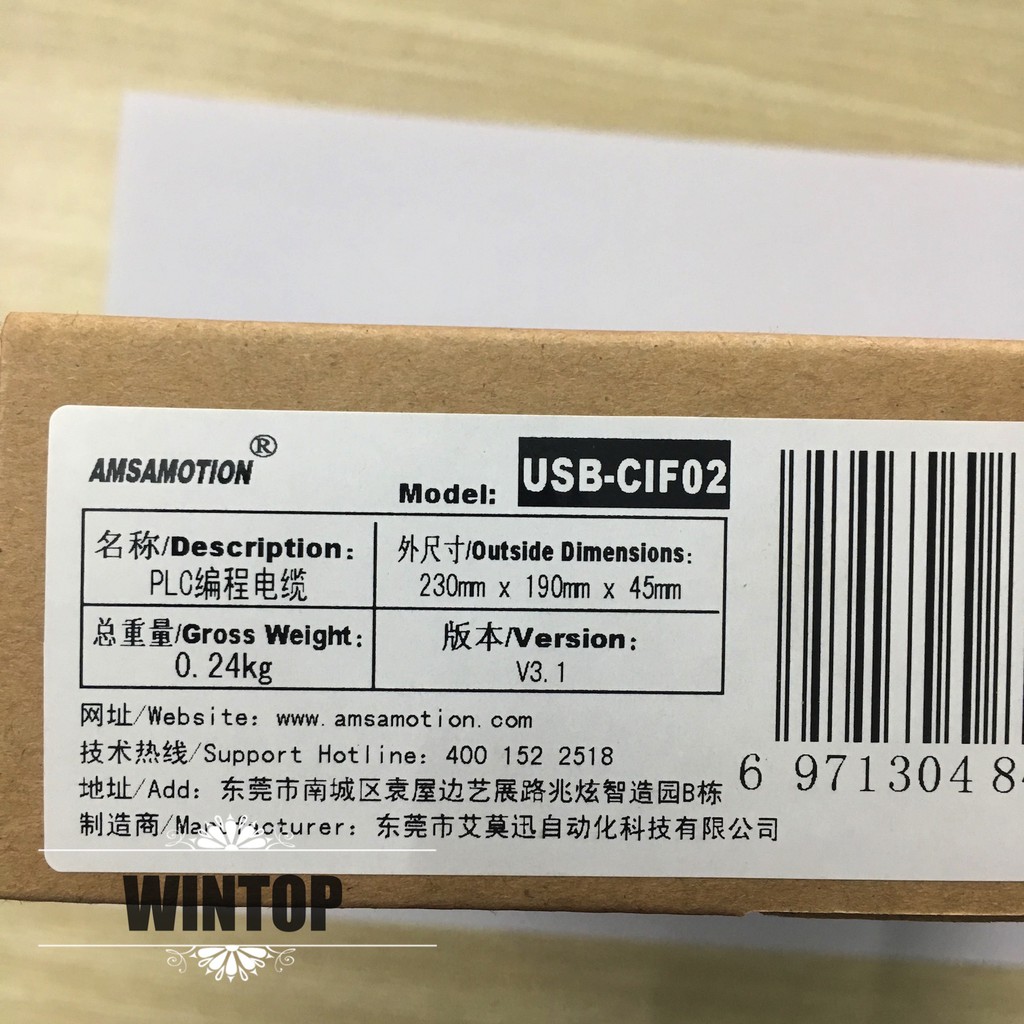 AMSAMOTION®
Model: USB-CIF02
名称/Description:
PLC编程电缆
外尺寸/Outside Dimensions:
230mm x 190mm x 45mm
总重量/Gross Weight:
0.24kg
版本/Version:
V3.1
网址/Website: www.amsamotion.com
技术热线/Support Hotline: 400 152 2518
地址/Add: 东莞市南城区袁屋边艺展路兆炫智造园B栋
制造商/Manufacturer: 东莞市艾莫迅自动化科技有限公司
6 971304 8
WINTOP